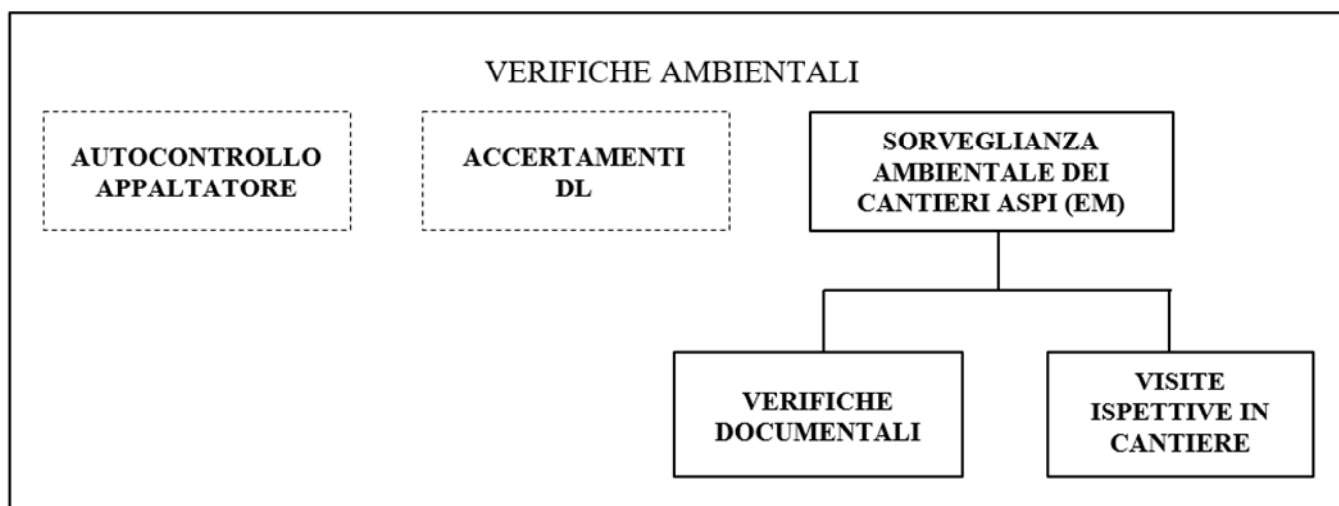 VERIFICHE AMBIENTALI
AUTOCONTROLLO
APPALTATORE
ACCERTAMENTI
DL
SORVEGLIANZA
AMBIENTALE DEI
CANTIERI ASPI (EM)
VERIFICHE
DOCUMENTALI
VISITE
ISPETTIVE IN
CANTIERE